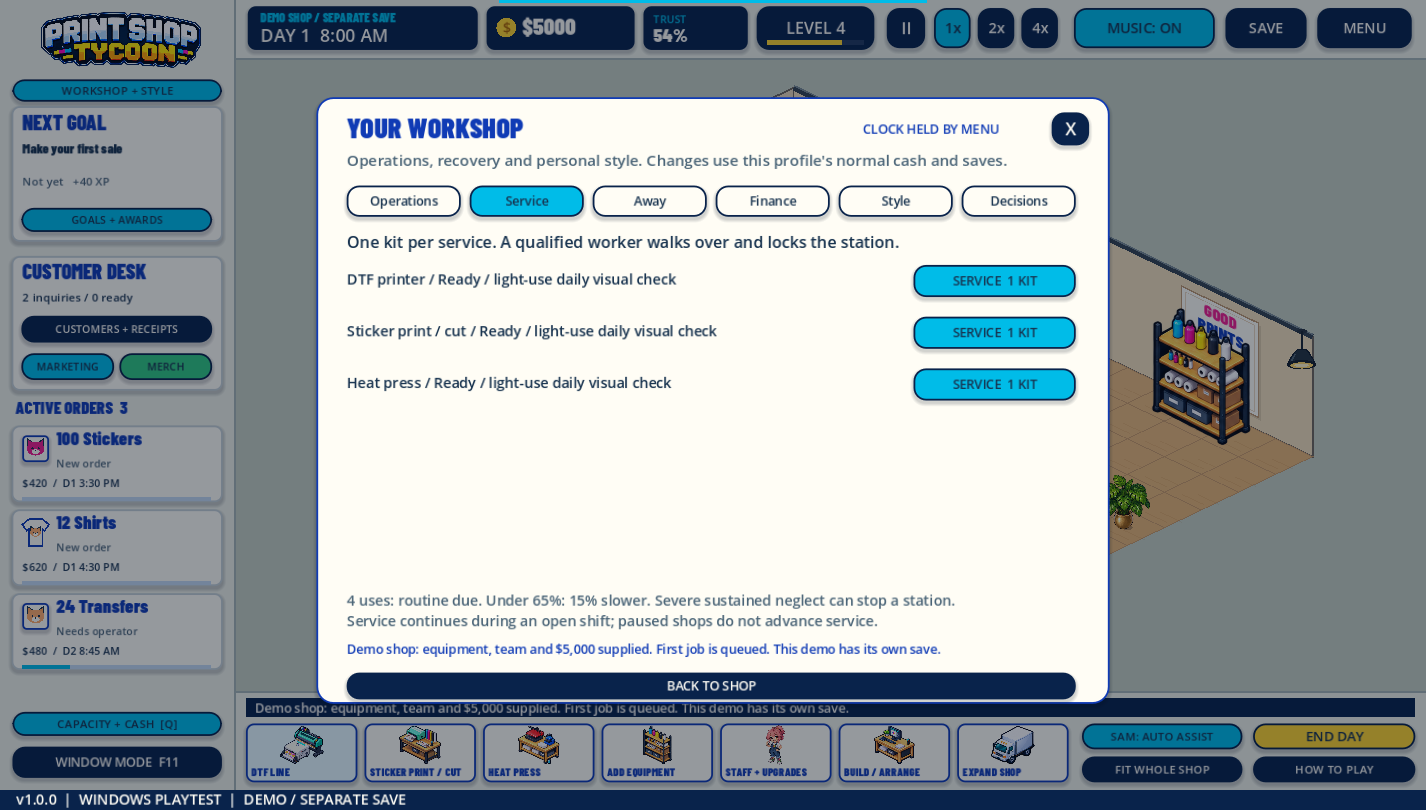 PRINT SHOP
TYCOON
DEMO SHOP / SEPARATE SAVE
DAY 1 8:00 AM
$ $5000
TRUST
54%
LEVEL 4
II
1x
2x
4x
MUSIC: ON
SAVE
MENU
WORKSHOP + STYLE
NEXT GOAL
Make your first sale
Not yet +40 XP
GOALS + AWARDS
CUSTOMER DESK
2 inquiries / 0 ready
CUSTOMERS + RECEIPTS
MARKETING
MERCH
ACTIVE ORDERS 3
100 Stickers
New order
$420 / D1 3:30 PM
12 Shirts
New order
$620 / D1 4:30 PM
24 Transfers
Needs operator
$480 / D2 8:45 AM
CAPACITY + CASH [Q]
WINDOW MODE F11
YOUR WORKSHOP
CLOCK HELD BY MENU
X
Operations, recovery and personal style. Changes use this profile's normal cash and saves.
Operations
Service
Away
Finance
Style
Decisions
One kit per service. A qualified worker walks over and locks the station.
DTF printer / Ready / light-use daily visual check
SERVICE 1 KIT
Sticker print / cut / Ready / light-use daily visual check
SERVICE 1 KIT
Heat press / Ready / light-use daily visual check
SERVICE 1 KIT
4 uses: routine due. Under 65%: 15% slower. Severe sustained neglect can stop a station.
Service continues during an open shift; paused shops do not advance service.
Demo shop: equipment, team and $5,000 supplied. First job is queued. This demo has its own save.
BACK TO SHOP
GOOD
PRINTS
Demo shop: equipment, team and $5,000 supplied. First job is queued. This demo has its own save.
DTF LINE
STICKER PRINT / CUT
HEAT PRESS
ADD EQUIPMENT
STAFF + UPGRADES
BUILD / ARRANGE
EXPAND SHOP
SAM: AUTO ASSIST
END DAY
FIT WHOLE SHOP
HOW TO PLAY
v1.0.0 | WINDOWS PLAYTEST | DEMO / SEPARATE SAVE